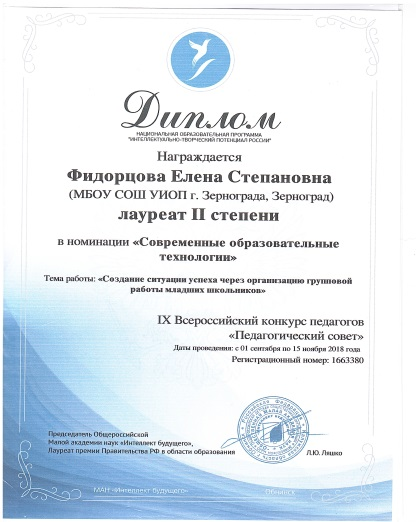 Диплом
НАЦИОНАЛЬНАЯ ОБРАЗОВАТЕЛЬНАЯ ПРОГРАММА
"ИНТЕЛЛЕКТУАЛЬНО-ТВОРЧЕСКИЙ ПОТЕНЦИАЛ РОССИИ"
Награждается
Фидорцова Елена Степановна
(МБОУ СОШ УИОП г. Зернограда, Зерноград)
лауреат II степени
в номинации «Современные образовательные
технологии»
Тема работы: «Создание ситуации успеха через организацию групповой
работы младших школьников»
IX Всероссийский конкурс педагогов
«Педагогический совет»
Даты проведения: с 01 сентября по 15 ноября 2018 года
Регистрационный номер: 1663380
Председатель Общероссийской
Малой академии наук «Интеллект будущего»,
Лауреат премии Правительства РФ в области образования
Л.Ю. Ляшко
МАН «Интеллект будущего»
Обнинск